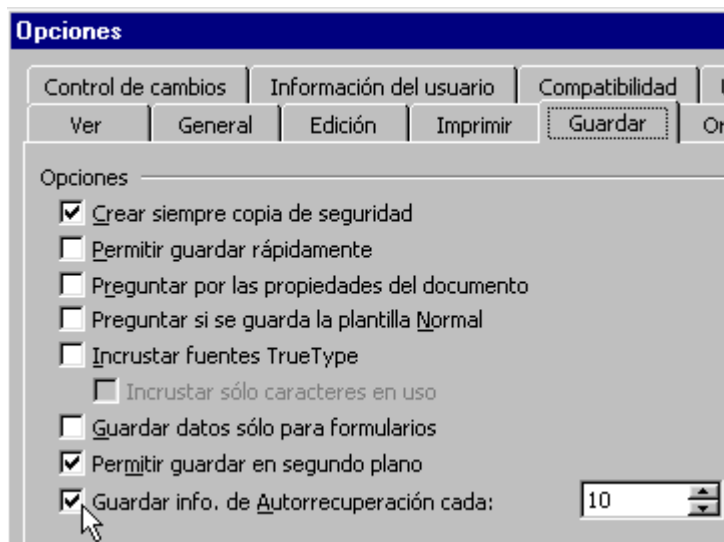 Opciones
Control de cambios Información del usuario Compatibilidad
Ver General Edición Imprimir Guardar
Opciones
Crear siempre copia de seguridad
Permitir guardar rápidamente
Preguntar por las propiedades del documento
Preguntar si se guarda la plantilla Normal
Incrustar fuentes TrueType
Incrustar sólo caracteres en uso
Guardar datos sólo para formularios
Permitir guardar en segundo plano
Guardar info. de Autorrecuperación cada: 10